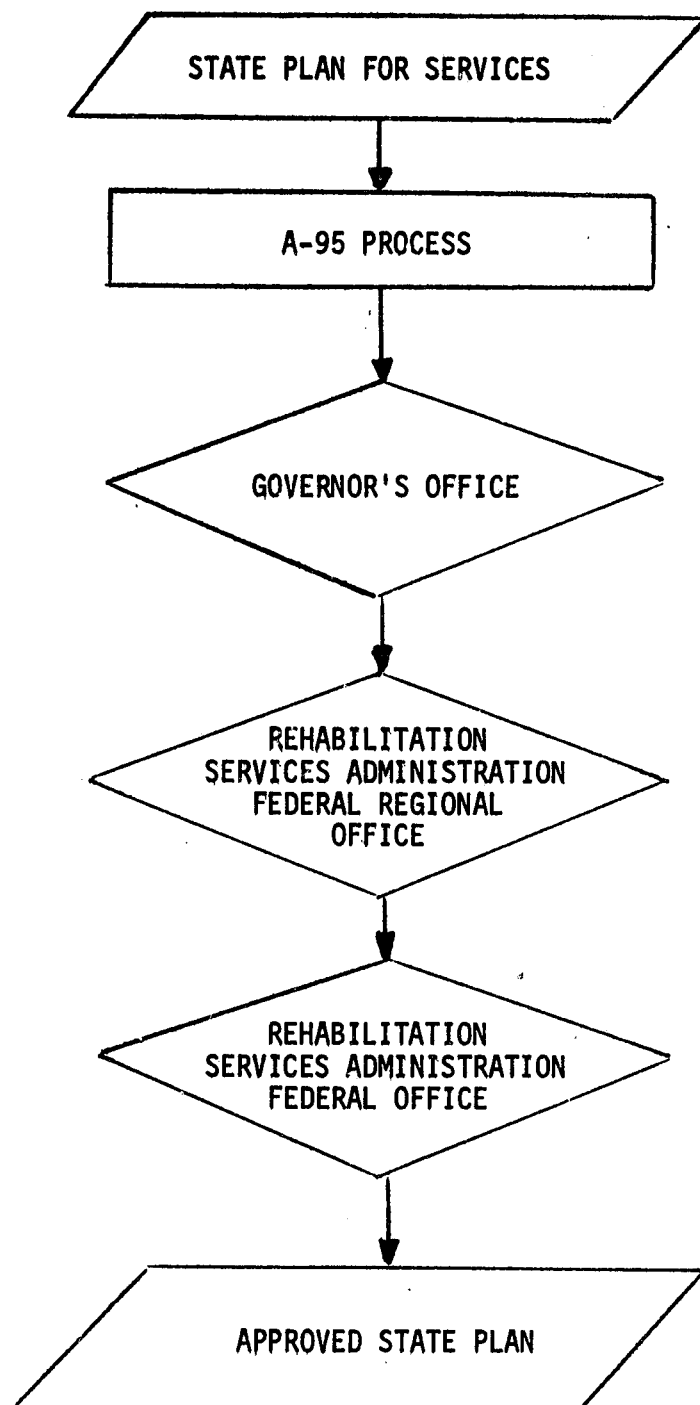 STATE PLAN FOR SERVICES
A-95 PROCESS
GOVERNOR'S OFFICE
REHABILITATION
SERVICES ADMINISTRATION
FEDERAL REGIONAL
OFFICE
REHABILITATION
SERVICES ADMINISTRATION
FEDERAL OFFICE
APPROVED STATE PLAN